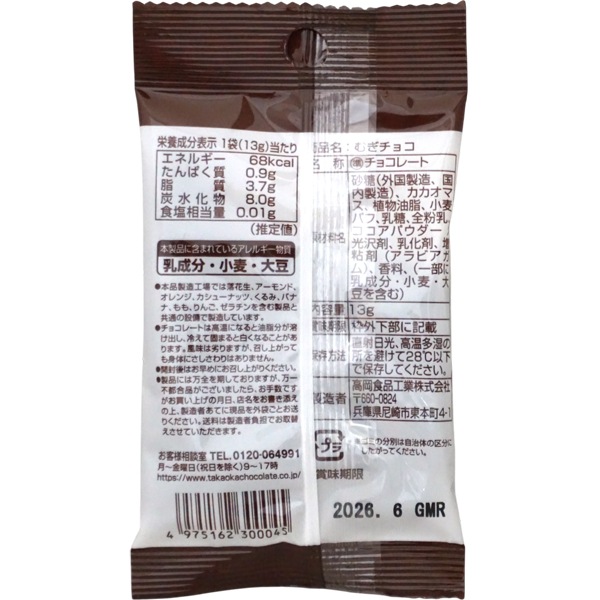 栄養成分表示 1袋(13g)当たり
エネルギー 68kcal
たんぱく質 0.9g
脂質 3.7g
炭水化物 8.0g
食塩相当量 0.01g
(推定値)
本製品に含まれているアレルギー物質
乳成分・小麦・大豆
●本品製造工場では落花生、アーモンド、
オレンジ、カシューナッツ、くるみ、バナ
ナ、もも、りんご、ゼラチンを含む製品と
共通の設備で製造しています。
●チョコレートは高温になると油脂分が溶
け出し、冷えて固まると白くなることがあ
ります。風味は劣りますが、召し上がって
も身体にさしさわりはありません。
●開封後はお早めにお召し上がりください。
●製品には万全を期しておりますが、万一
不都合品がございましたら、お手数です
がお買い上げの月日、店名をお書き添え
の上、製造者あてに現品を外袋ごとお送
りください。送料は製造者負担でお取替
えさせていただきます。
お客様相談室 TEL.0120-064991
月～金曜日(祝日を除く)9～17時
https://www.takaokachocolate.co.jp
4 975162 300045
商品名:むぎチョコ
名称 準チョコレート
原材料名
砂糖(外国製造、国
内製造)、カカオマ
ス、植物油脂、小麦
パフ、乳糖、全粉乳、
ココアパウダー/
光沢剤、乳化剤、増
粘剤(アラビアガ
ム)、香料、(一部に
乳成分・小麦・大
豆を含む)
内容量 13g
賞味期限 枠外下部に記載
保存方法
直射日光、高温多湿の
所を避けて28℃以下
で保存してください。
製造者
高岡食品工業株式会社
〒660-0824
兵庫県尼崎市東本町4-1
プラ
●ゴミの分別は自治体の区分に
したがってください。
賞味期限
2026. 6 GMR